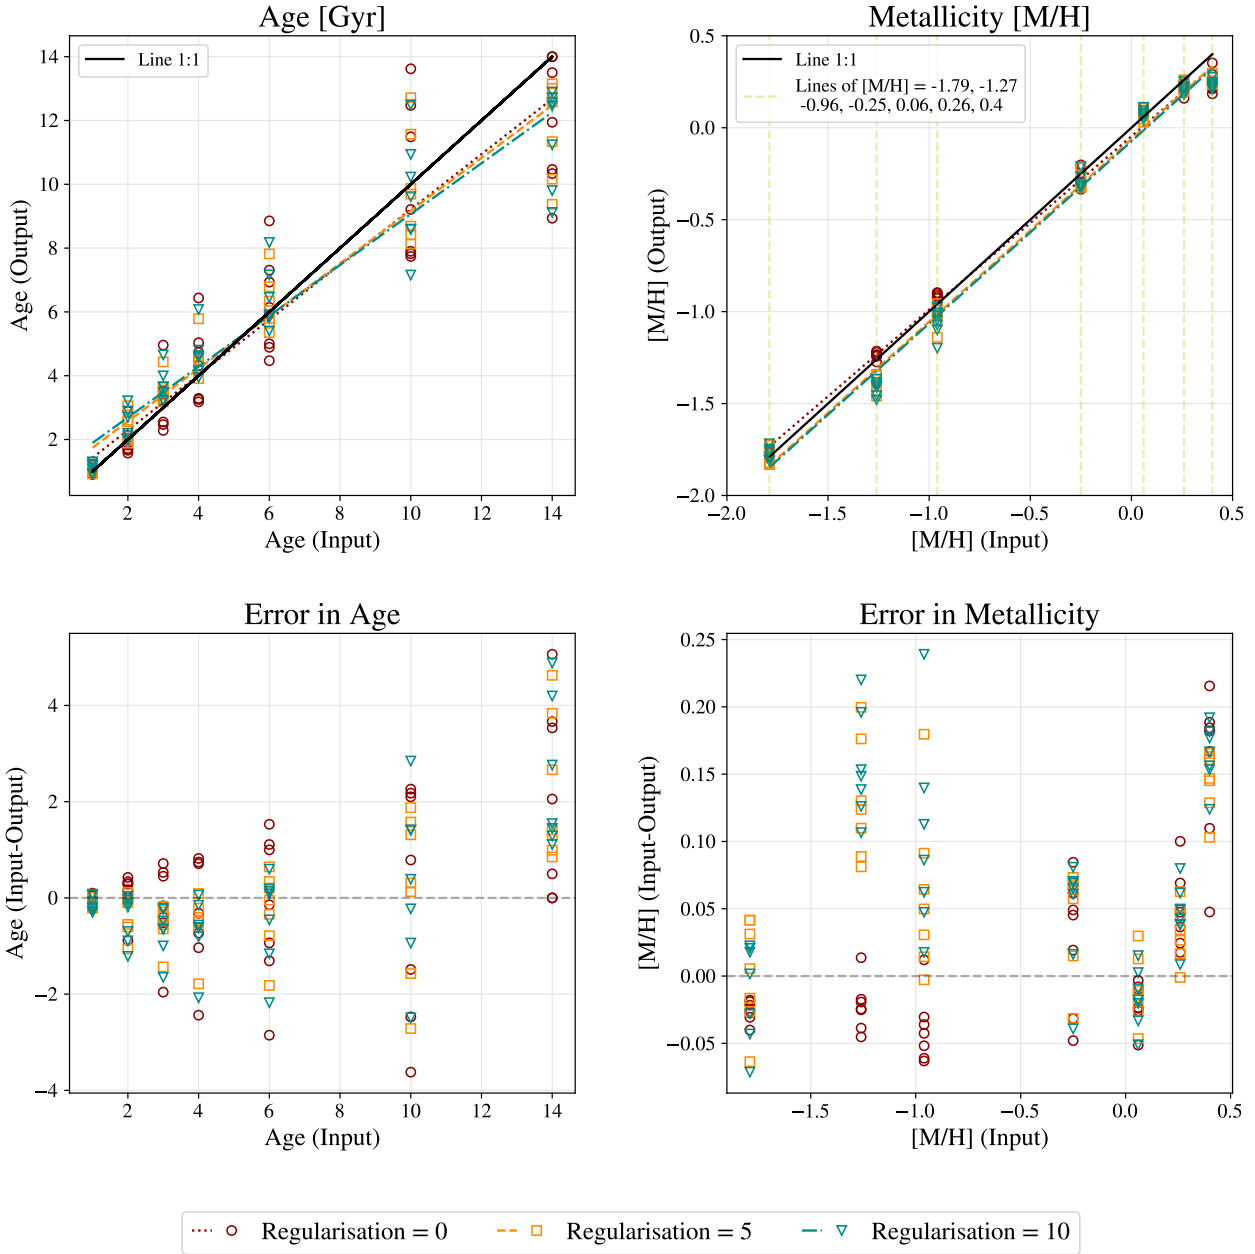 Age [Gyr]
Line 1:1
14
12
10
8
6
4
2
Age (Output)
2 4 6 8 10 12 14
Age (Input)
Metallicity [M/H]
Line 1:1
Lines of [M/H] = -1.79, -1.27
-0.96, -0.25, 0.06, 0.26, 0.4
0.5
0.0
−0.5
−1.0
−1.5
−2.0
[M/H] (Output)
−2.0 −1.5 −1.0 −0.5 0.0 0.5
[M/H] (Input)
Error in Age
4
2
0
−2
−4
Age (Input-Output)
2 4 6 8 10 12 14
Age (Input)
Error in Metallicity
0.25
0.20
0.15
0.10
0.05
0.00
−0.05
[M/H] (Input-Output)
−1.5 −1.0 −0.5 0.0 0.5
[M/H] (Input)
Regularisation = 0 Regularisation = 5 Regularisation = 10